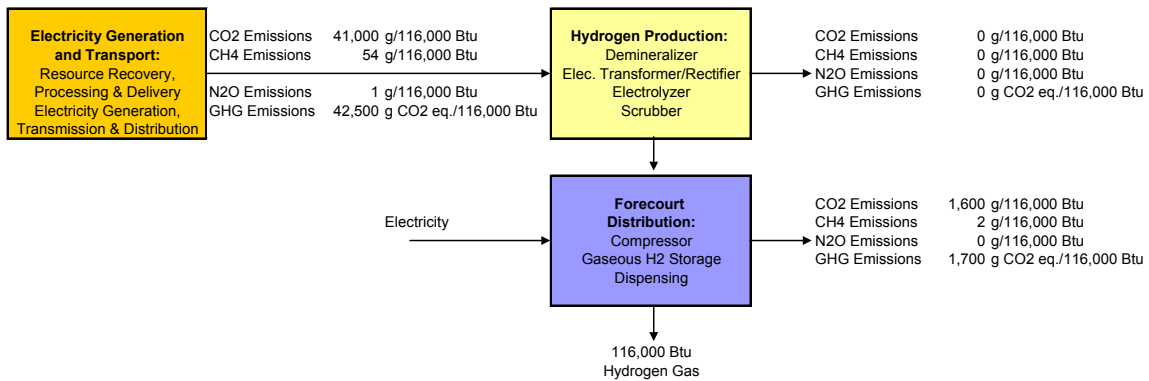 Electricity Generation
and Transport:
Resource Recovery,
Processing & Delivery
Electricity Generation,
Transmission & Distribution
CO2 Emissions 41,000 g/116,000 Btu
CH4 Emissions 54 g/116,000 Btu
N2O Emissions 1 g/116,000 Btu
GHG Emissions 42,500 g CO2 eq./116,000 Btu
Hydrogen Production:
Demineralizer
Elec. Transformer/Rectifier
Electrolyzer
Scrubber
CO2 Emissions 0 g/116,000 Btu
CH4 Emissions 0 g/116,000 Btu
N2O Emissions 0 g/116,000 Btu
GHG Emissions 0 g CO2 eq./116,000 Btu
Electricity
Forecourt
Distribution:
Compressor
Gaseous H2 Storage
Dispensing
CO2 Emissions 1,600 g/116,000 Btu
CH4 Emissions 2 g/116,000 Btu
N2O Emissions 0 g/116,000 Btu
GHG Emissions 1,700 g CO2 eq./116,000 Btu
116,000 Btu
Hydrogen Gas